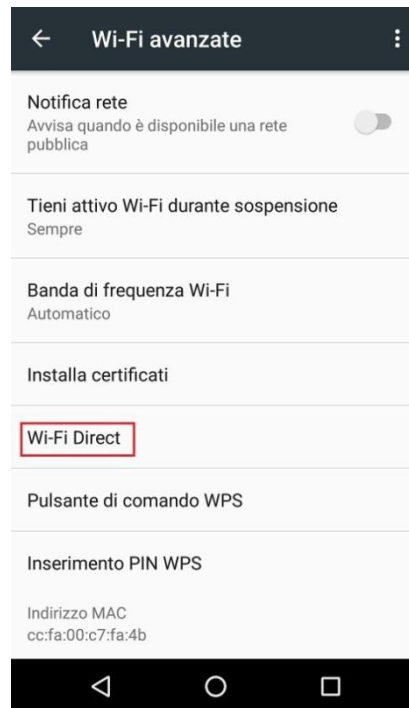 Wi-Fi avanzate
Notifica rete
Avvisa quando è disponibile una rete
pubblica
Tieni attivo Wi-Fi durante sospensione
Sempre
Banda di frequenza Wi-Fi
Automatico
Installa certificati
Wi-Fi Direct
Pulsante di comando WPS
Inserimento PIN WPS
Indirizzo MAC
cc:fa:00:c7:fa:4b